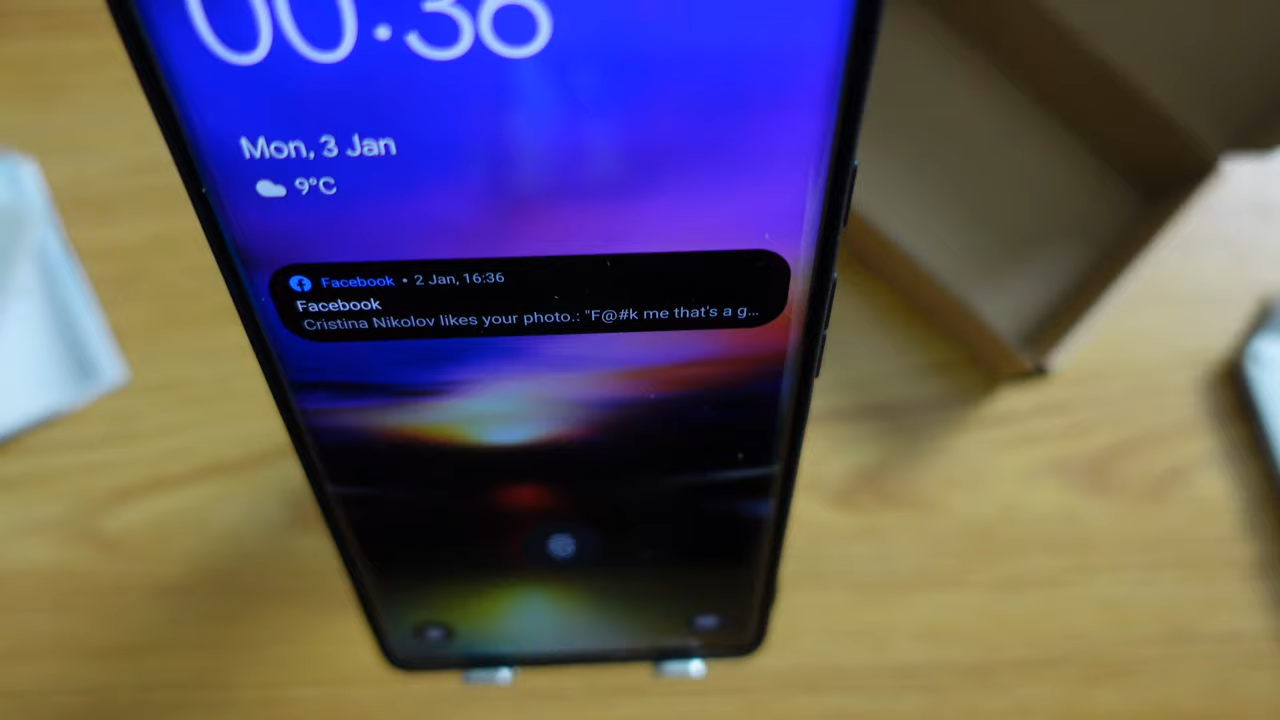 00:36
Mon, 3 Jan
9°C
Facebook • 2 Jan, 16:36
Facebook
Cristina Nikolov likes your photo.: "F@#k me that's a g...